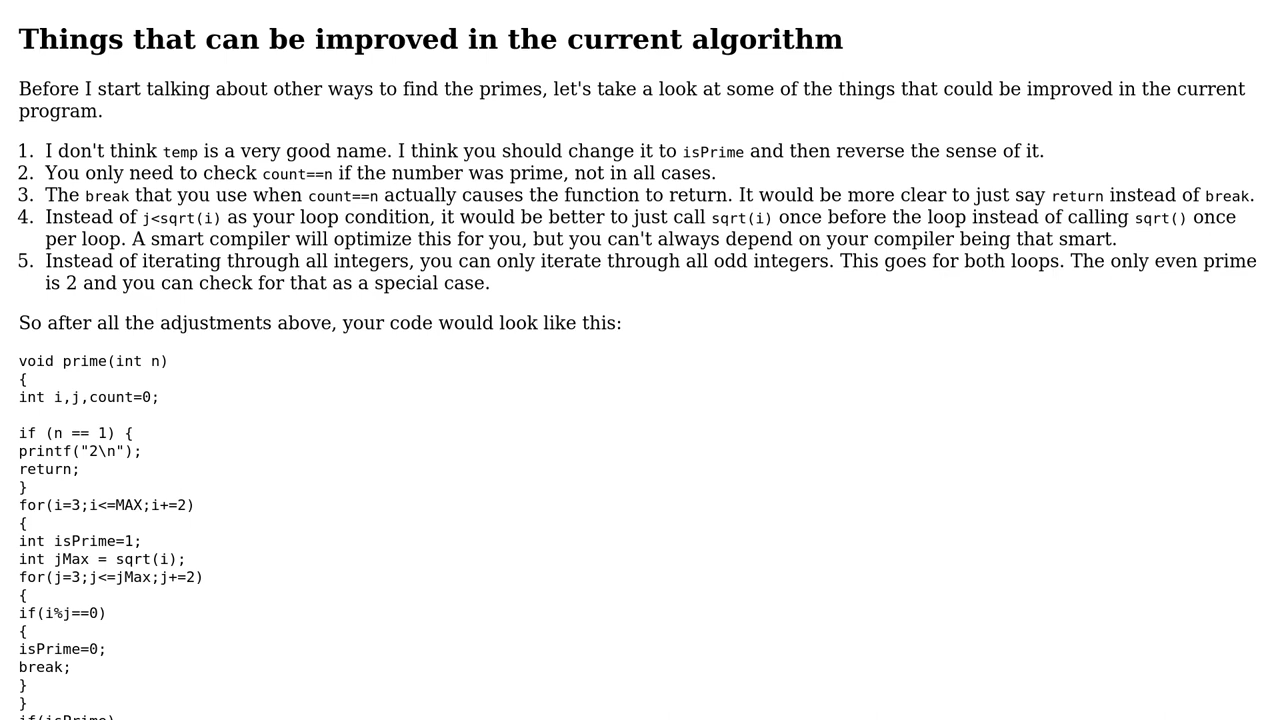 Things that can be improved in the current algorithm
Before I start talking about other ways to find the primes, let's take a look at some of the things that could be improved in the current
program.
1. I don't think temp is a very good name. I think you should change it to isPrime and then reverse the sense of it.
2. You only need to check count==n if the number was prime, not in all cases.
3. The break that you use when count==n actually causes the function to return. It would be more clear to just say return instead of break.
4. Instead of j<sqrt(i) as your loop condition, it would be better to just call sqrt(i) once before the loop instead of calling sqrt() once
per loop. A smart compiler will optimize this for you, but you can't always depend on your compiler being that smart.
5. Instead of iterating through all integers, you can only iterate through all odd integers. This goes for both loops. The only even prime
is 2 and you can check for that as a special case.
So after all the adjustments above, your code would look like this:
void prime(int n)
{
int i,j,count=0;
if (n == 1) {
printf("2\n");
return;
}
for(i=3;i<=MAX;i+=2)
{
int isPrime=1;
int jMax = sqrt(i);
for(j=3;j<=jMax;j+=2)
{
if(i%j==0)
{
isPrime=0;
break;
}
}
if(isPrime)